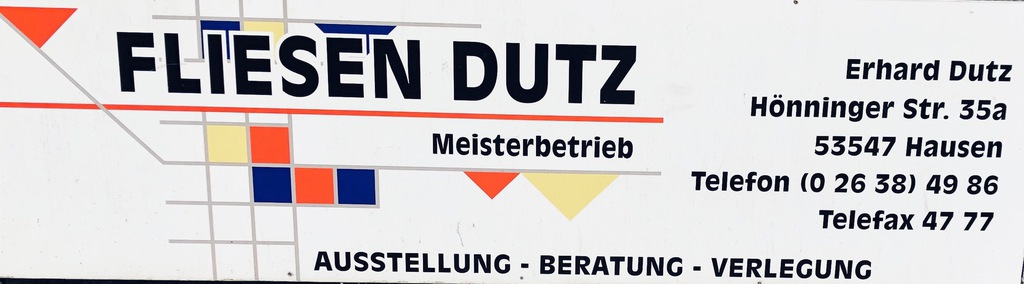 FLIESEN DUTZ
Meisterbetrieb
AUSSTELLUNG - BERATUNG - VERLEGUNG
Erhard Dutz
Hönninger Str. 35a
53547 Hausen
Telefon (0 26 38) 49 86
Telefax 47 77